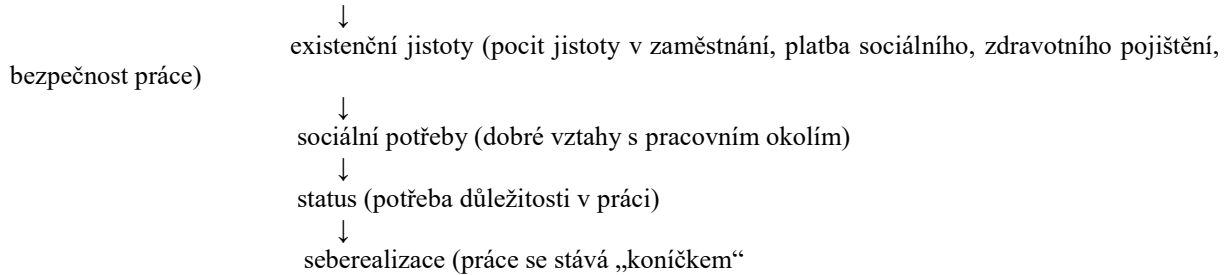 ↓
existenční jistoty (pocit jistoty v zaměstnání, platba sociálního, zdravotního pojištění,
bezpečnost práce)
↓
sociální potřeby (dobré vztahy s pracovním okolím)
↓
status (potřeba důležitosti v práci)
↓
seberealizace (práce se stává „koníčkem“